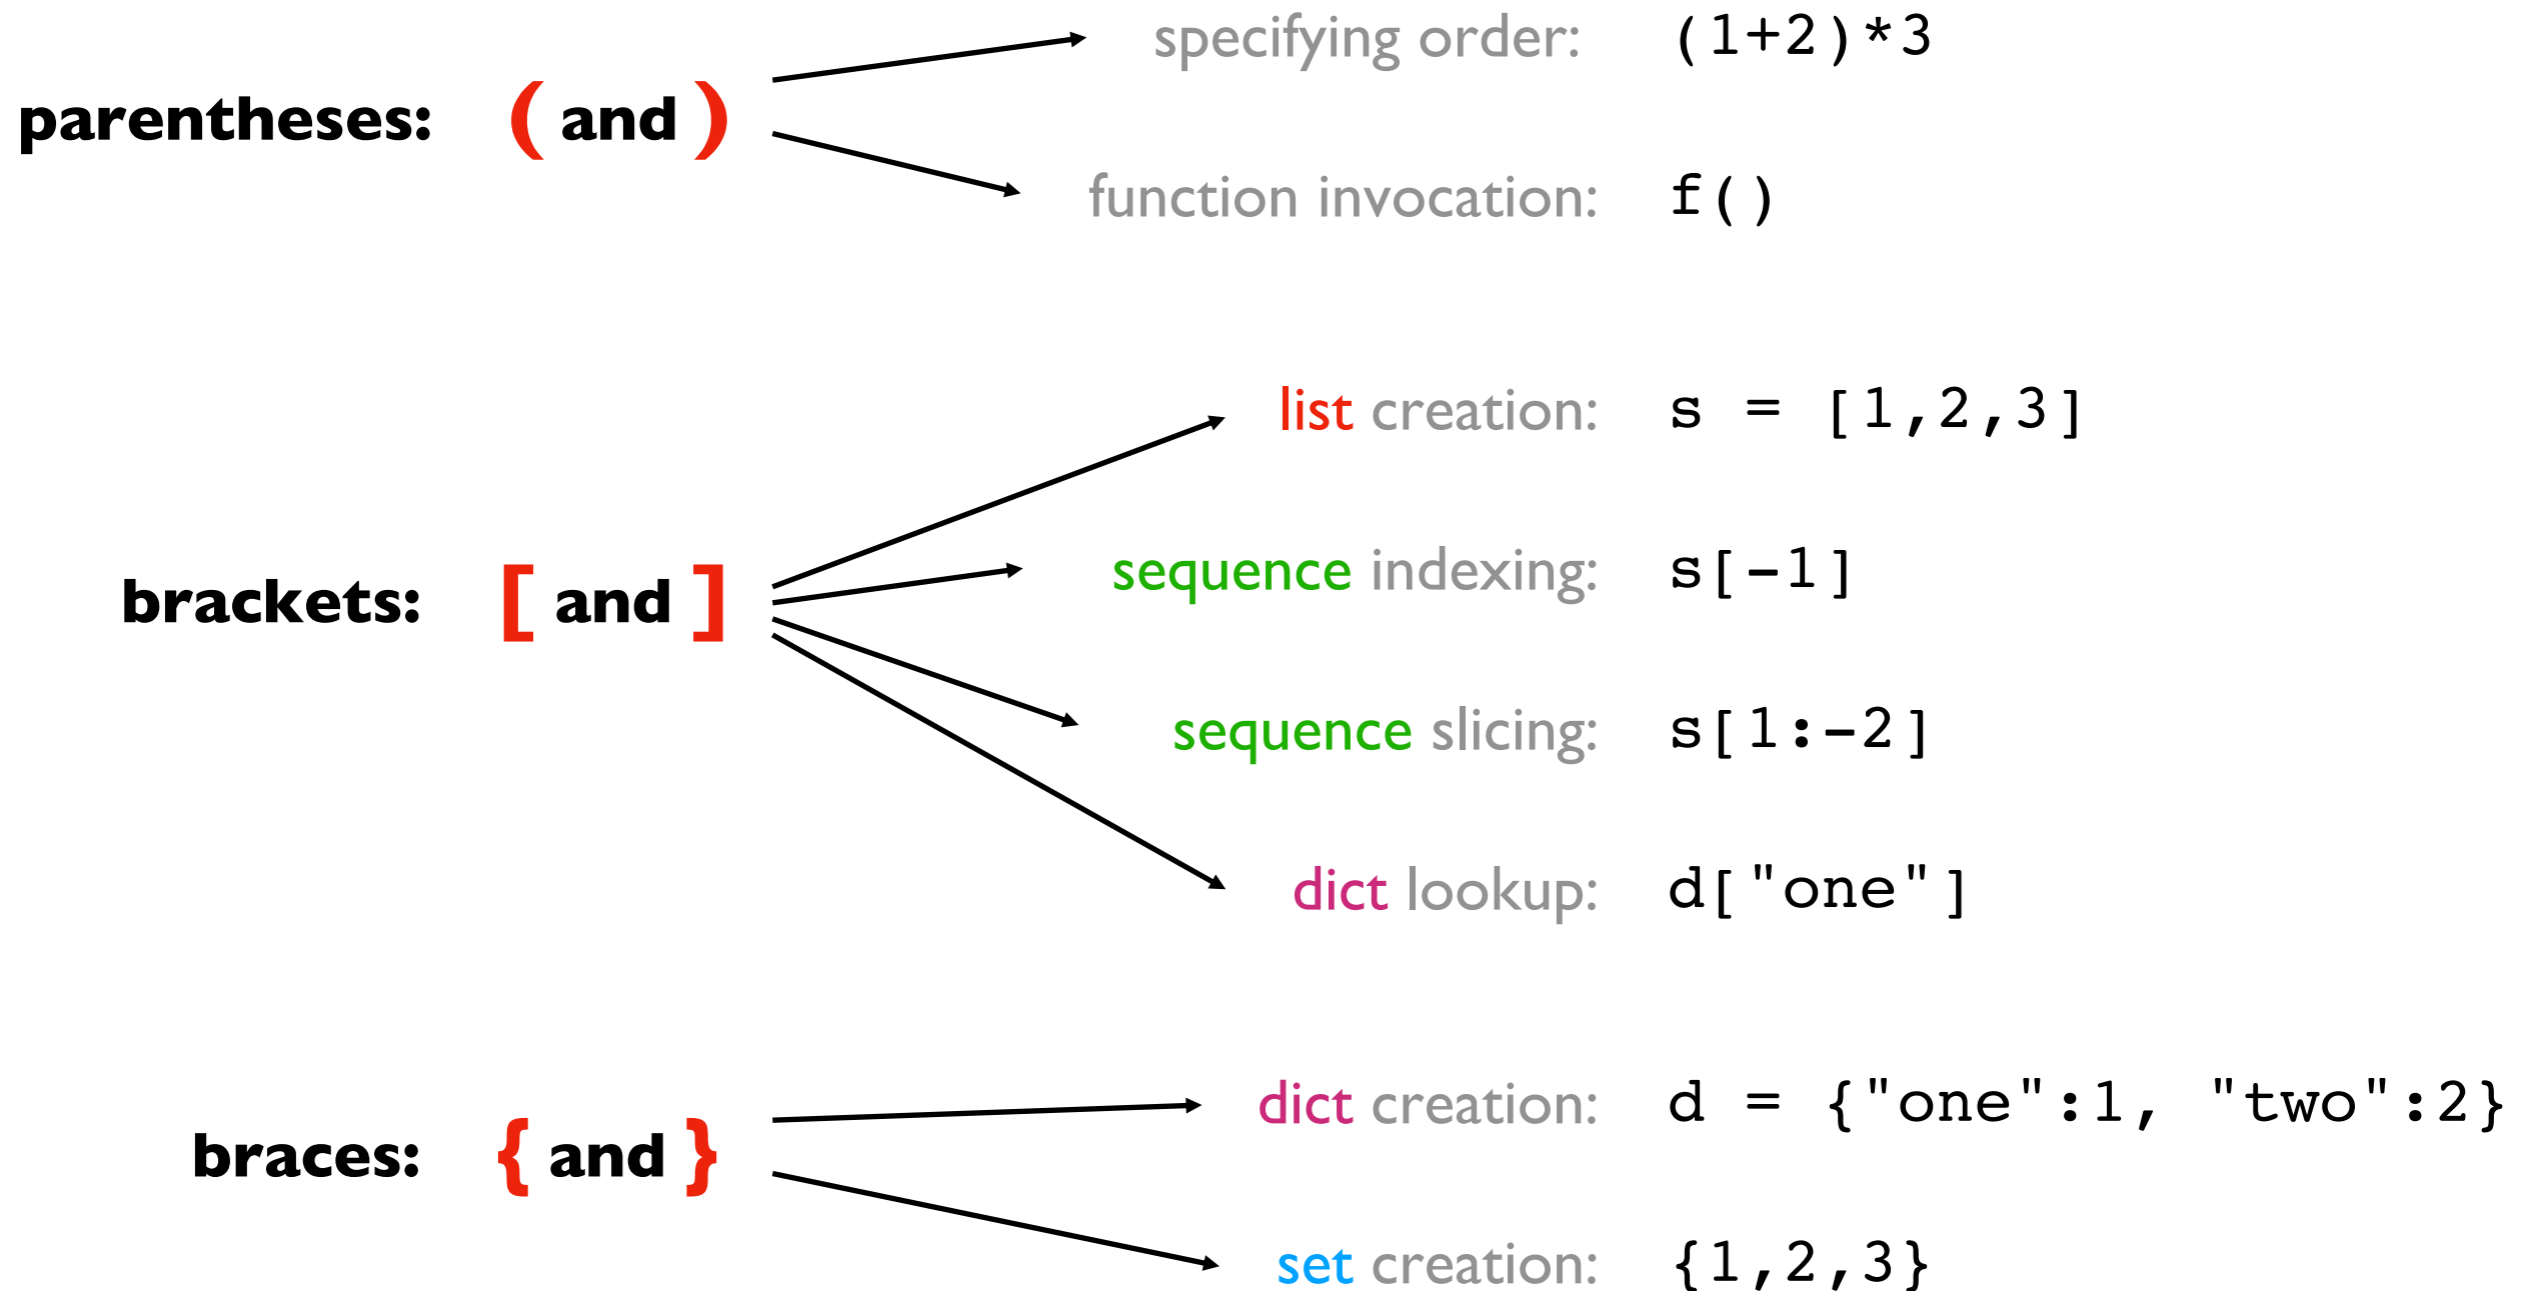 specifying order: (1+2)*3
parentheses: ( and )
function invocation: f()
list creation: s = [1,2,3]
sequence indexing: s[-1]
brackets: [ and ]
sequence slicing: s[1:-2]
dict lookup: d["one"]
dict creation: d = {"one":1, "two":2}
braces: { and }
set creation: {1,2,3}